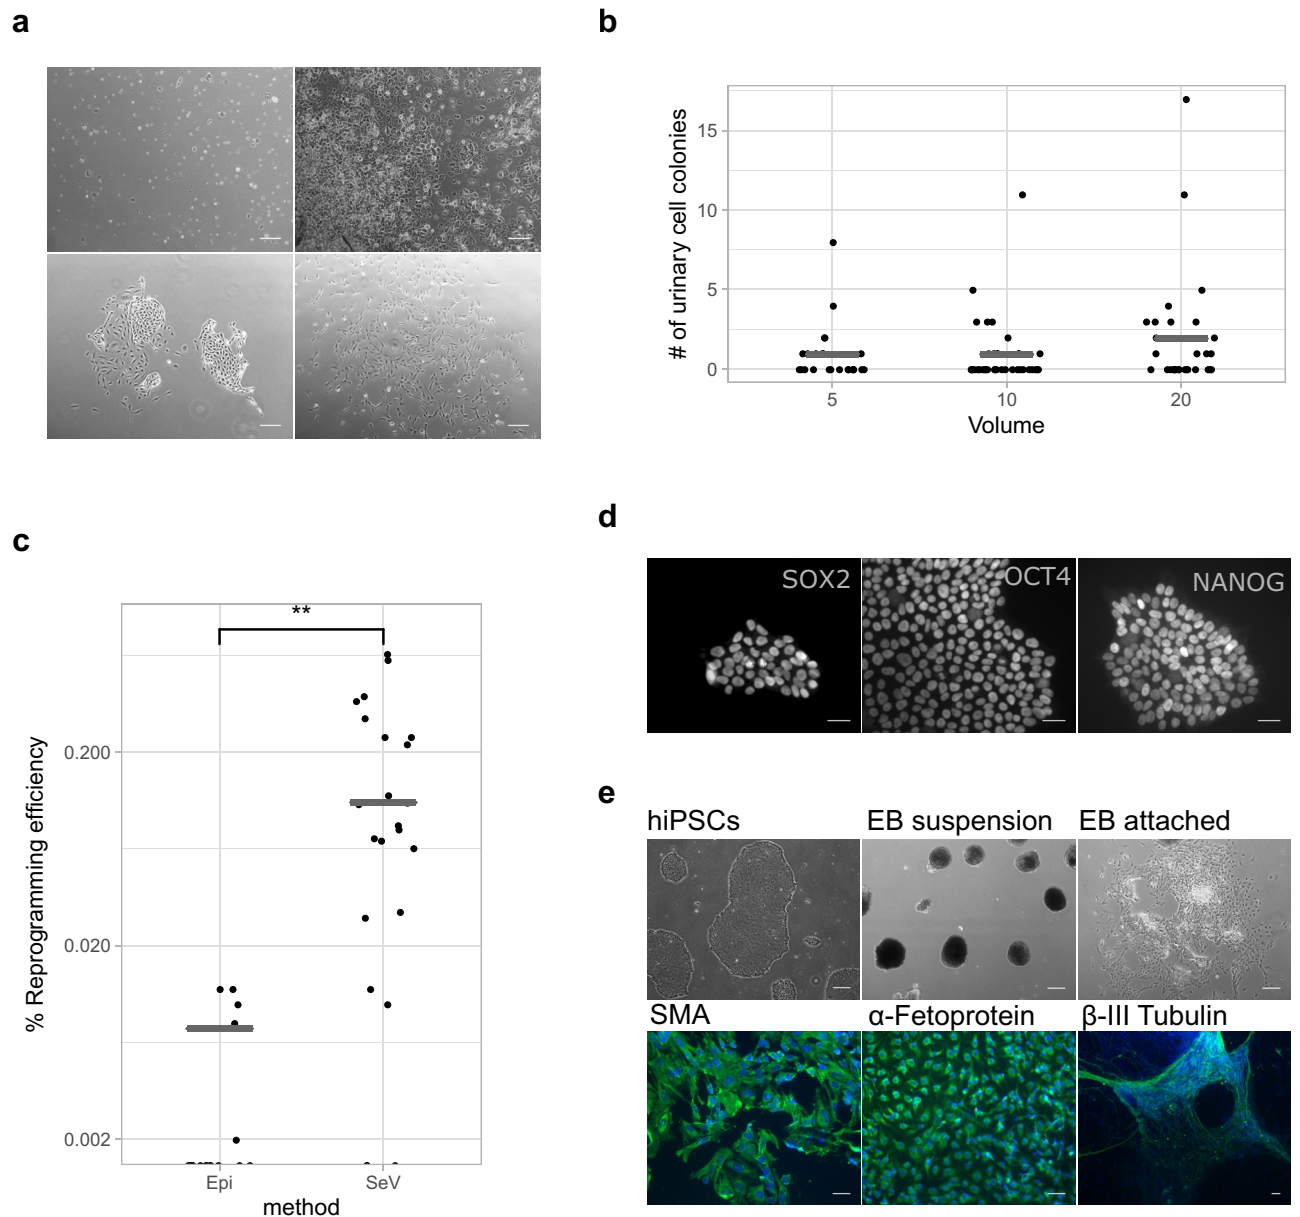 a
b
# of urinary cell colonies
15
10
5
0
5
10
20
Volume
c
% Reprogramming efficiency
**
0.200
0.020
0.002
Epi
SeV
method
d
SOX2
OCT4
NANOG
e
hiPSCs
EB suspension
EB attached
SMA
α-Fetoprotein
β-III Tubulin